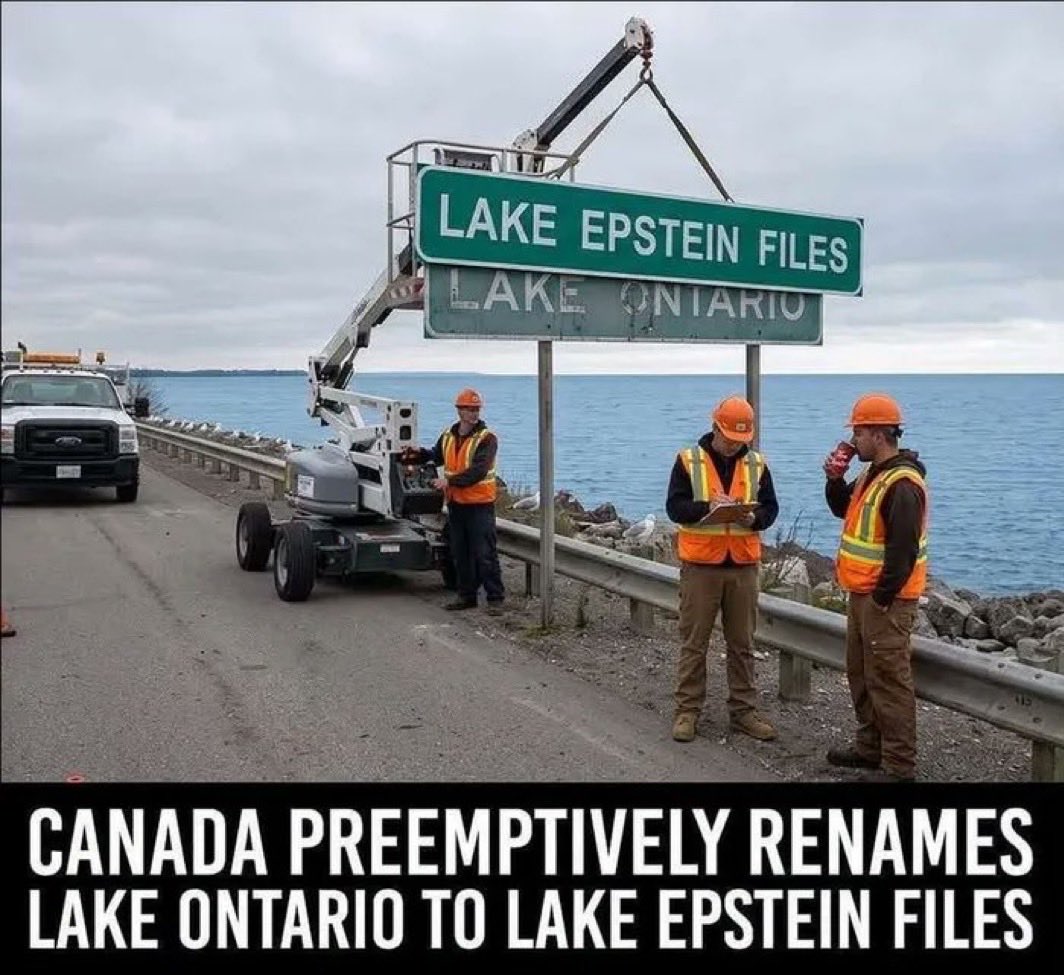 LAKE EPSTEIN FILES
LAKE ONTARIO
CANADA PREEMPTIVELY RENAMES
LAKE ONTARIO TO LAKE EPSTEIN FILES